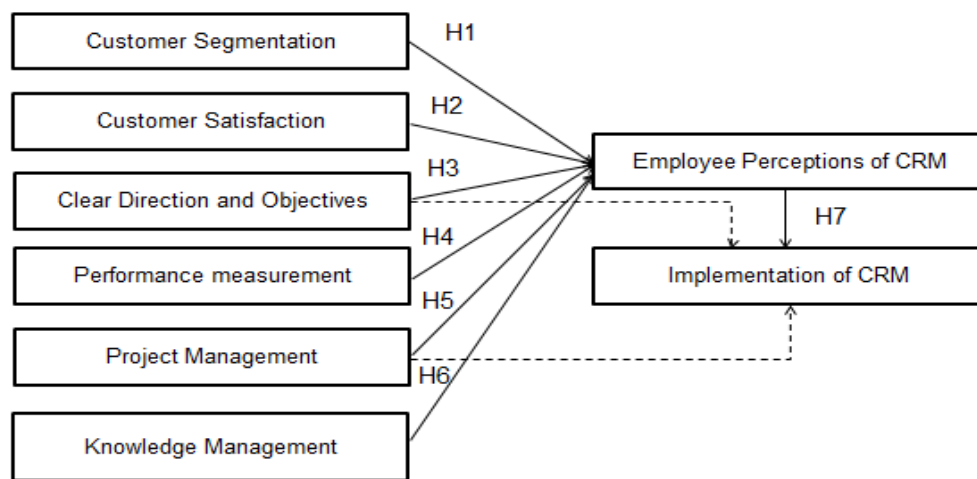 Customer Segmentation
H1
Customer Satisfaction
H2
Employee Perceptions of CRM
H3
Clear Direction and Objectives
H7
H4
Performance measurement
Implementation of CRM
H5
Project Management
H6
Knowledge Management